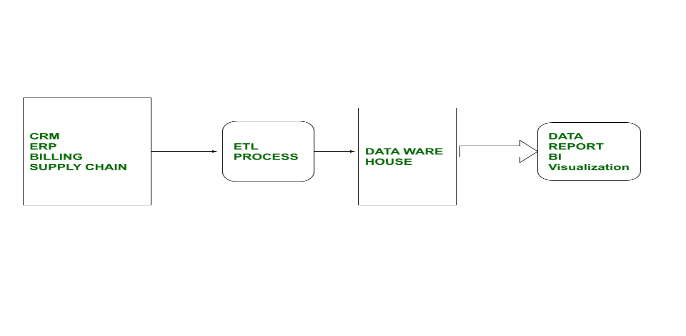 CRM
ERP
BILLING
SUPPLY CHAIN
ETL
PROCESS
DATA WARE
HOUSE
DATA
REPORT
BI
Visualization